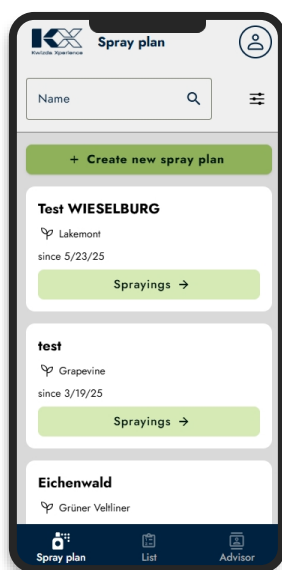 KX
Kwizda Xperience
Spray plan
Name
+ Create new spray plan
Test WIESELBURG
Lakemont
since 5/23/25
Sprayings →
test
Grapevine
since 3/19/25
Sprayings →
Eichenwald
Grüner Veltliner
Spray plan
List
Advisor